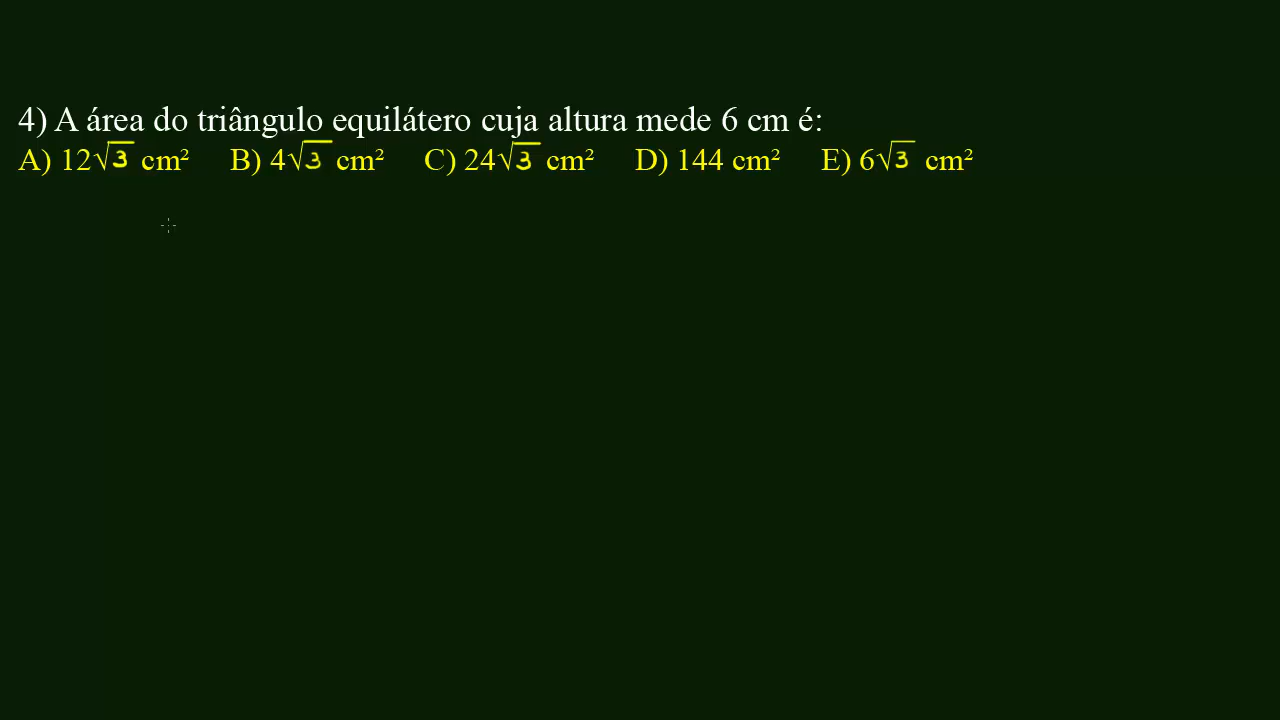 4) A área do triângulo equilátero cuja altura mede 6 cm é:
A) 12√3 cm² B) 4√3 cm² C) 24√3 cm² D) 144 cm² E) 6√3 cm²